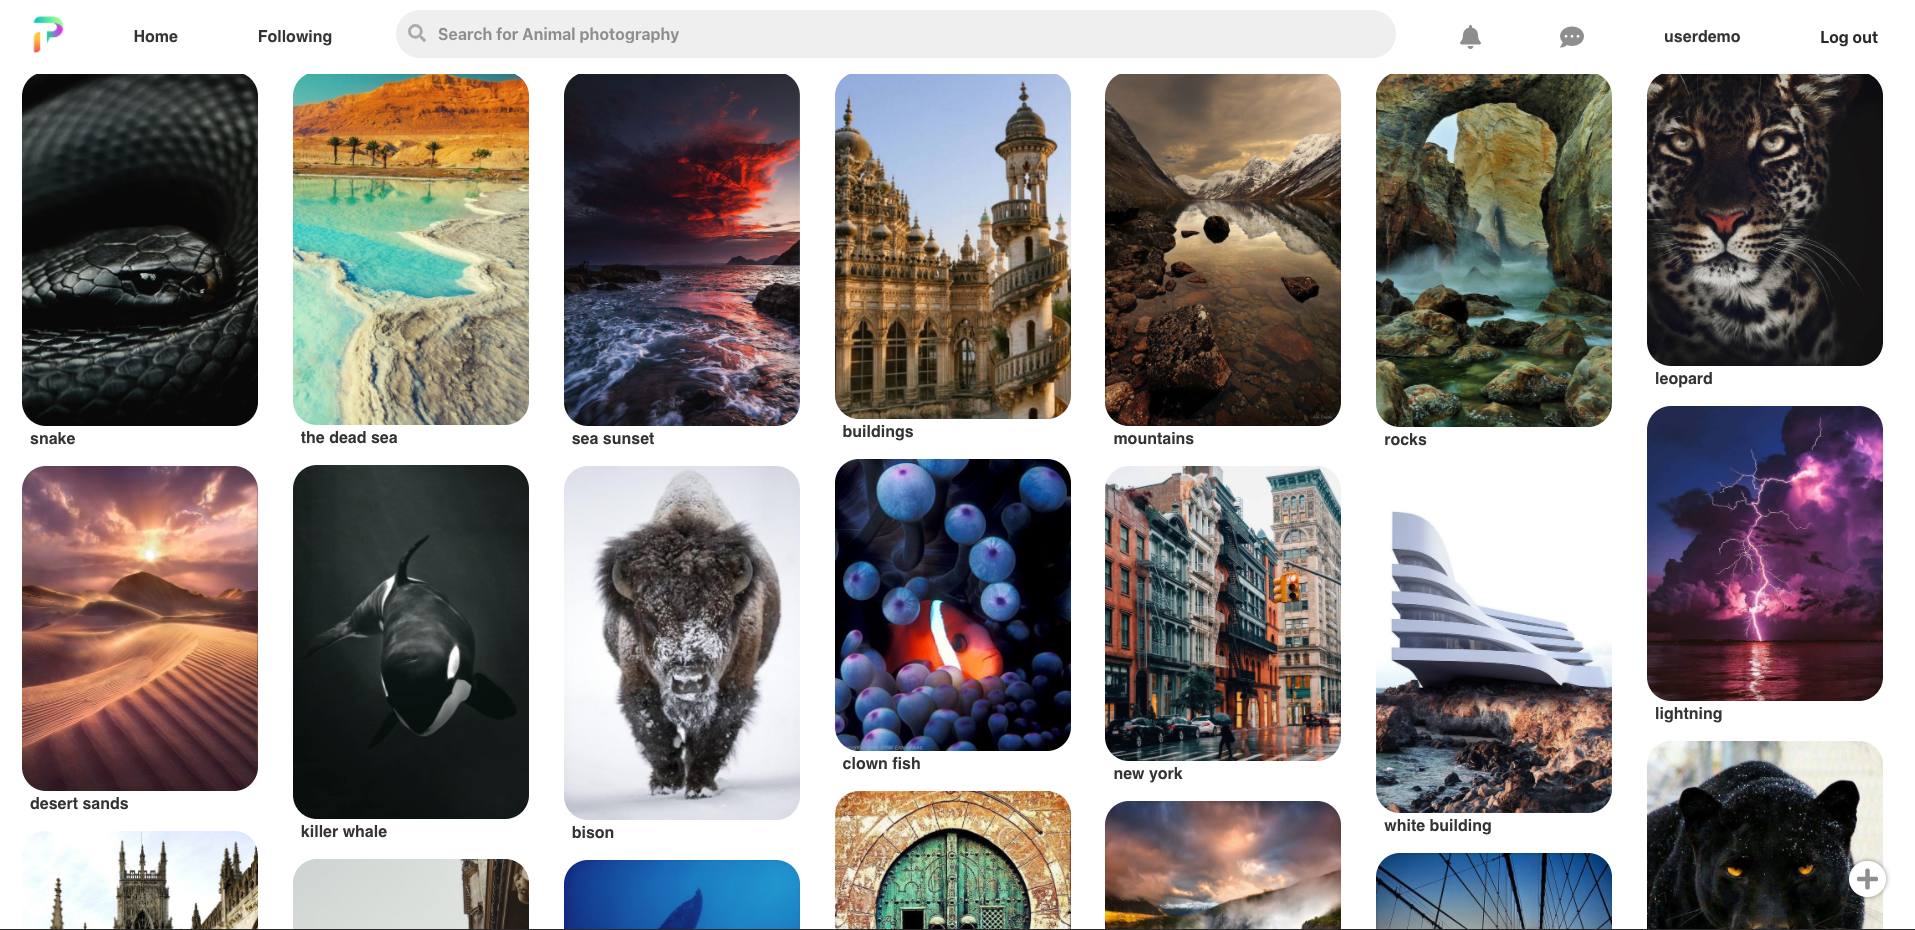 Home
Following
Search for Animal photography
userdemo
Log out
snake
the dead sea
sea sunset
buildings
mountains
rocks
leopard
desert sands
killer whale
bison
clown fish
new york
white building
lightning